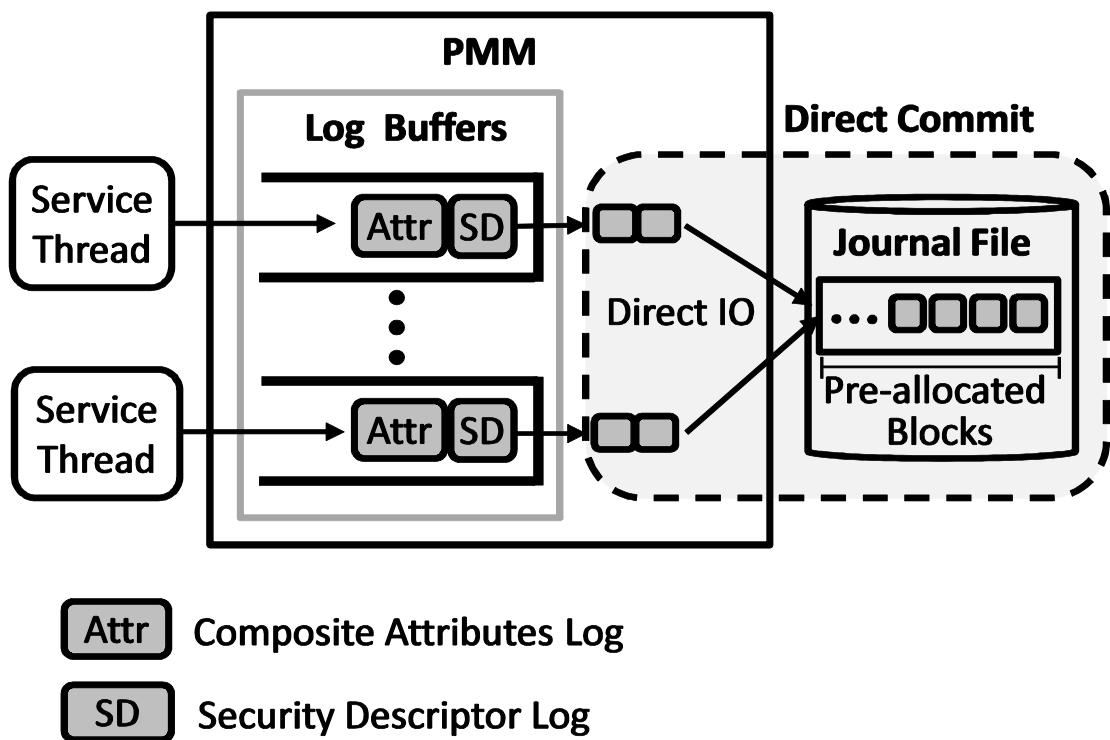 PMM
Log Buffers
Direct Commit
Service
Thread
Attr
SD
Journal File
Direct IO
Pre-allocated
Blocks
Service
Thread
Attr
SD
Attr
Composite Attributes Log
SD
Security Descriptor Log